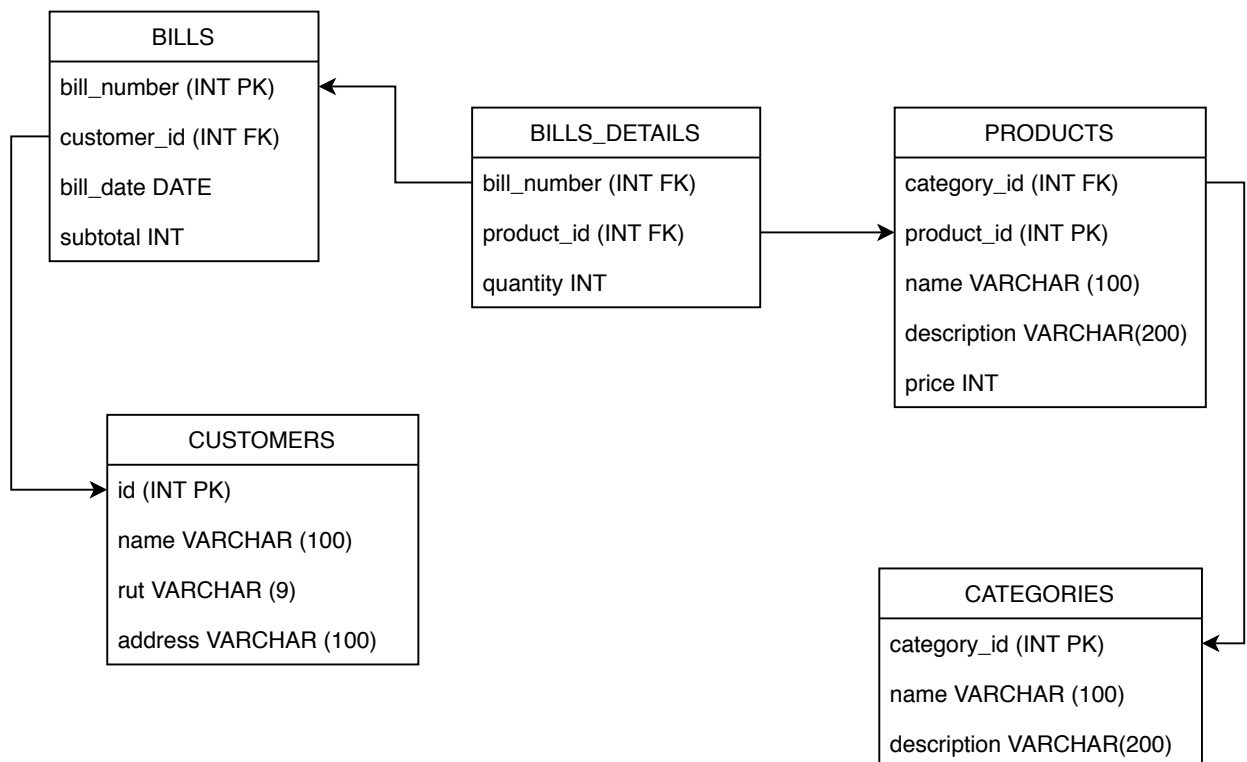 BILLS
bill_number (INT PK)
customer_id (INT FK)
bill_date DATE
subtotal INT
BILLS_DETAILS
bill_number (INT FK)
product_id (INT FK)
quantity INT
PRODUCTS
category_id (INT FK)
product_id (INT PK)
name VARCHAR (100)
description VARCHAR(200)
price INT
CUSTOMERS
id (INT PK)
name VARCHAR (100)
rut VARCHAR (9)
address VARCHAR (100)
CATEGORIES
category_id (INT PK)
name VARCHAR (100)
description VARCHAR(200)